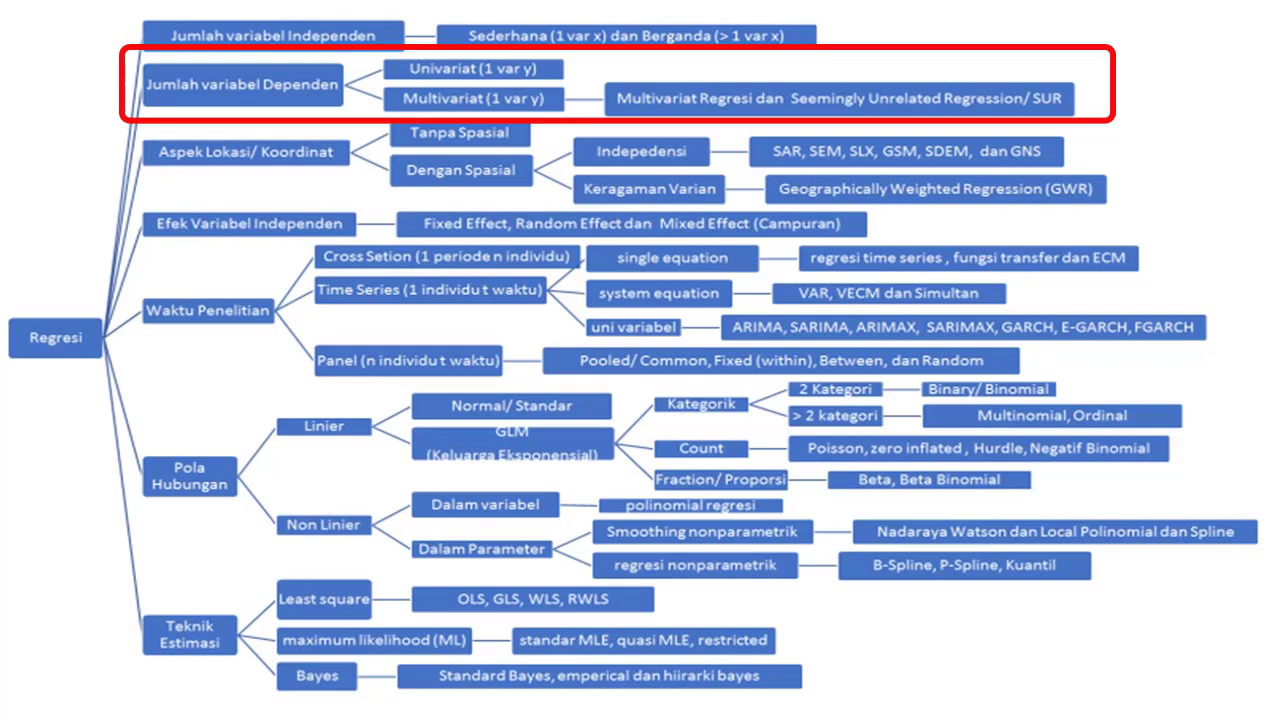 Jumlah variabel Independen
Sederhana (1 var x) dan Berganda (> 1 var x)
Jumlah variabel Dependen
Univariat (1 var y)
Multivariat (1 var y)
Multivariat Regresi dan Seemingly Unrelated Regression/ SUR
Aspek Lokasi/ Koordinat
Tanpa Spasial
Dengan Spasial
Indepedensi
SAR, SEM, SLX, GSM, SDEM, dan GNS
Keragaman Varian
Geographically Weighted Regression (GWR)
Efek Variabel Independen
Fixed Effect, Random Effect dan Mixed Effect (Campuran)
Regresi
Waktu Penelitian
Cross Setion (1 periode n individu)
Time Series (1 individu t waktu)
single equation
regresi time series , fungsi transfer dan ECM
system equation
VAR, VECM dan Simultan
uni variabel
ARIMA, SARIMA, ARIMAX, SARIMAX, GARCH, E-GARCH, FGARCH
Panel (n individu t waktu)
Pooled/ Common, Fixed (within), Between, dan Random
Pola
Hubungan
Linier
Normal/ Standar
GLM
(Keluarga Eksponensial)
Kategorik
2 Kategori
Binary/ Binomial
> 2 kategori
Multinomial, Ordinal
Count
Poisson, zero inflated , Hurdle, Negatif Binomial
Fraction/ Proporsi
Beta, Beta Binomial
Non Linier
Dalam variabel
polinomial regresi
Dalam Parameter
Smoothing nonparametrik
Nadaraya Watson dan Local Polinomial dan Spline
regresi nonparametrik
B-Spline, P-Spline, Kuantil
Teknik
Estimasi
Least square
OLS, GLS, WLS, RWLS
maximum likelihood (ML)
standar MLE, quasi MLE, restricted
Bayes
Standard Bayes, emperical dan hiirarki bayes